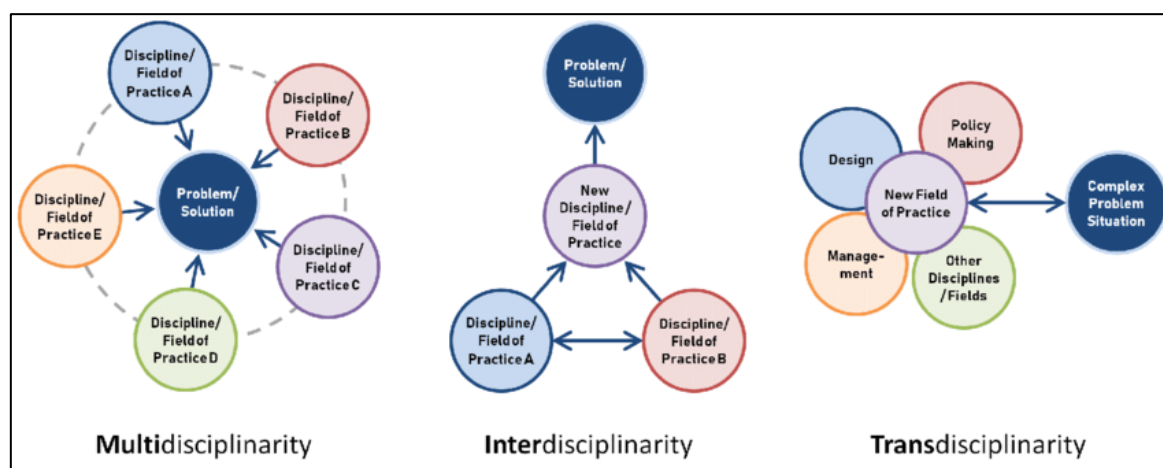 Discipline/
Field of
Practice A
Discipline/
Field of
Practice B
Problem/
Solution
Discipline/
Field of
Practice E
Discipline/
Field of
Practice C
Discipline/
Field of
Practice D
Multidisciplinarity
Problem/
Solution
New
Discipline/
Field of
Practice
Discipline/
Field of
Practice A
Discipline/
Field of
Practice B
Interdisciplinarity
Design
Policy
Making
New Field
of Practice
Complex
Problem
Situation
Manage-
ment
Other
Disciplines
/Fields
Transdisciplinarity